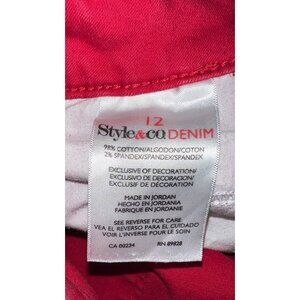 12
Style&co. DENIM
98% COTTON/ALGODON/COTON
2% SPANDEX/SPANDEX/SPANDEX
EXCLUSIVE OF DECORATION/
EXCLUSIVO DE DECORACION/
EXCLUSIF DE DÉCORATION
MADE IN JORDAN
HECHO EN JORDANIA
FABRIQUE EN JORDANIE
SEE REVERSE FOR CARE
VEA EL REVERSO PARA EL CUIDADO
VOIR L'INVERSE POUR LE SOIN
CA 00234 RN 89820